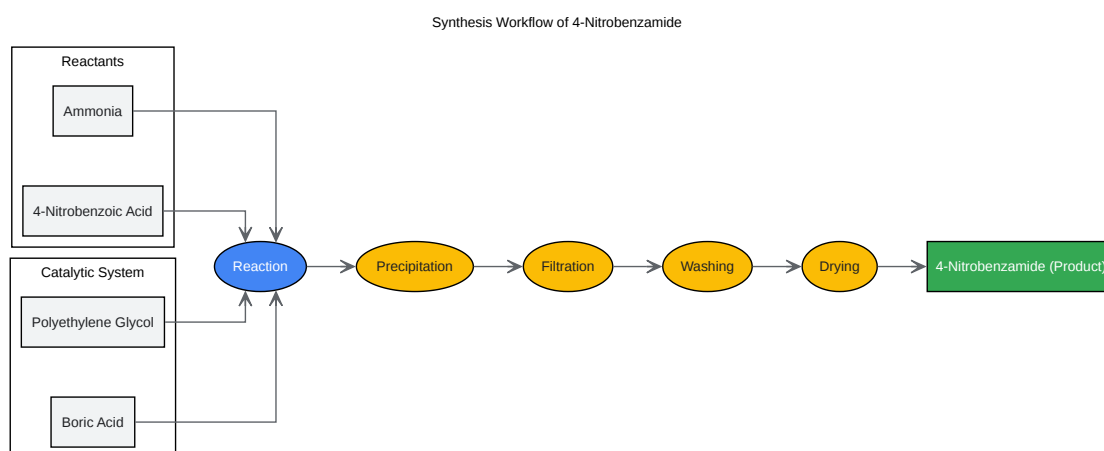 Synthesis Workflow of 4-Nitrobenzamide
Reactants
Ammonia
4-Nitrobenzoic Acid
Catalytic System
Polyethylene Glycol
Boric Acid
Reaction
Precipitation
Filtration
Washing
Drying
4-Nitrobenzamide (Product)